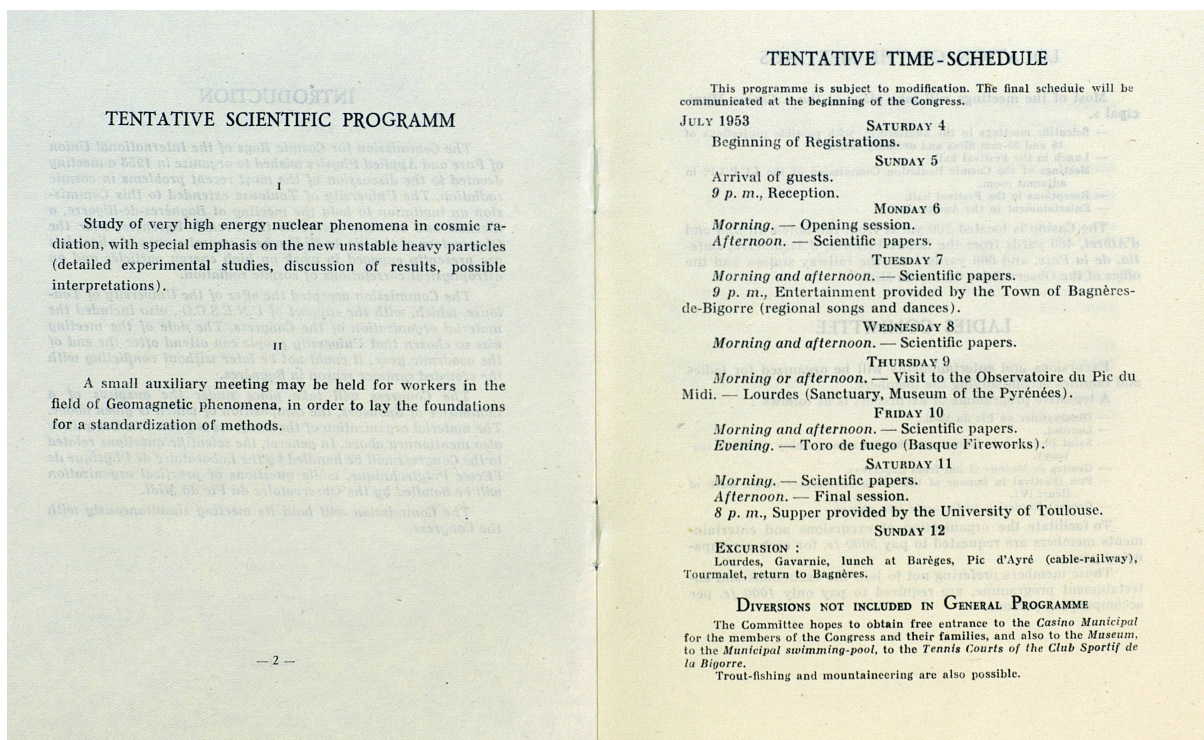 TENTATIVE SCIENTIFIC PROGRAMM
I
Study of very high energy nuclear phenomena in cosmic ra-
diation, with special emphasis on the new unstable heavy particles
(detailed experimental studies, discussion of results, possible
interpretations).
II
A small auxiliary meeting may be held for workers in the
field of Geomagnetic phenomena, in order to lay the foundations
for a standardization of methods.
— 2 —
TENTATIVE TIME-SCHEDULE
This programme is subject to modification. The final schedule will be
communicated at the beginning of the Congress.
JULY 1953
SATURDAY 4
Beginning of Registrations.
SUNDAY 5
Arrival of guests.
9 p. m., Reception.
MONDAY 6
Morning. — Opening session.
Afternoon. — Scientific papers.
TUESDAY 7
Morning and afternoon. — Scientific papers.
9 p. m., Entertainment provided by the Town of Bagnères-
de-Bigorre (regional songs and dances).
WEDNESDAY 8
Morning and afternoon. — Scientific papers.
THURSDAY 9
Morning or afternoon. — Visit to the Observatoire du Pic du
Midi. — Lourdes (Sanctuary, Museum of the Pyrénées).
FRIDAY 10
Morning and afternoon. — Scientific papers.
Evening. — Toro de fuego (Basque Fireworks).
SATURDAY 11
Morning. — Scientific papers.
Afternoon. — Final session.
8 p. m., Supper provided by the University of Toulouse.
SUNDAY 12
EXCURSION :
Lourdes, Gavarnie, lunch at Barèges, Pic d'Ayré (cable-railway),
Tourmalet, return to Bagnères.
DIVERSIONS NOT INCLUDED IN GENERAL PROGRAMME
The Committee hopes to obtain free entrance to the Casino Municipal
for the members of the Congress and their families, and also to the Museum,
to the Municipal swimming-pool, to the Tennis Courts of the Club Sportif de
la Bigorre.
Trout-fishing and mountaineering are also possible.